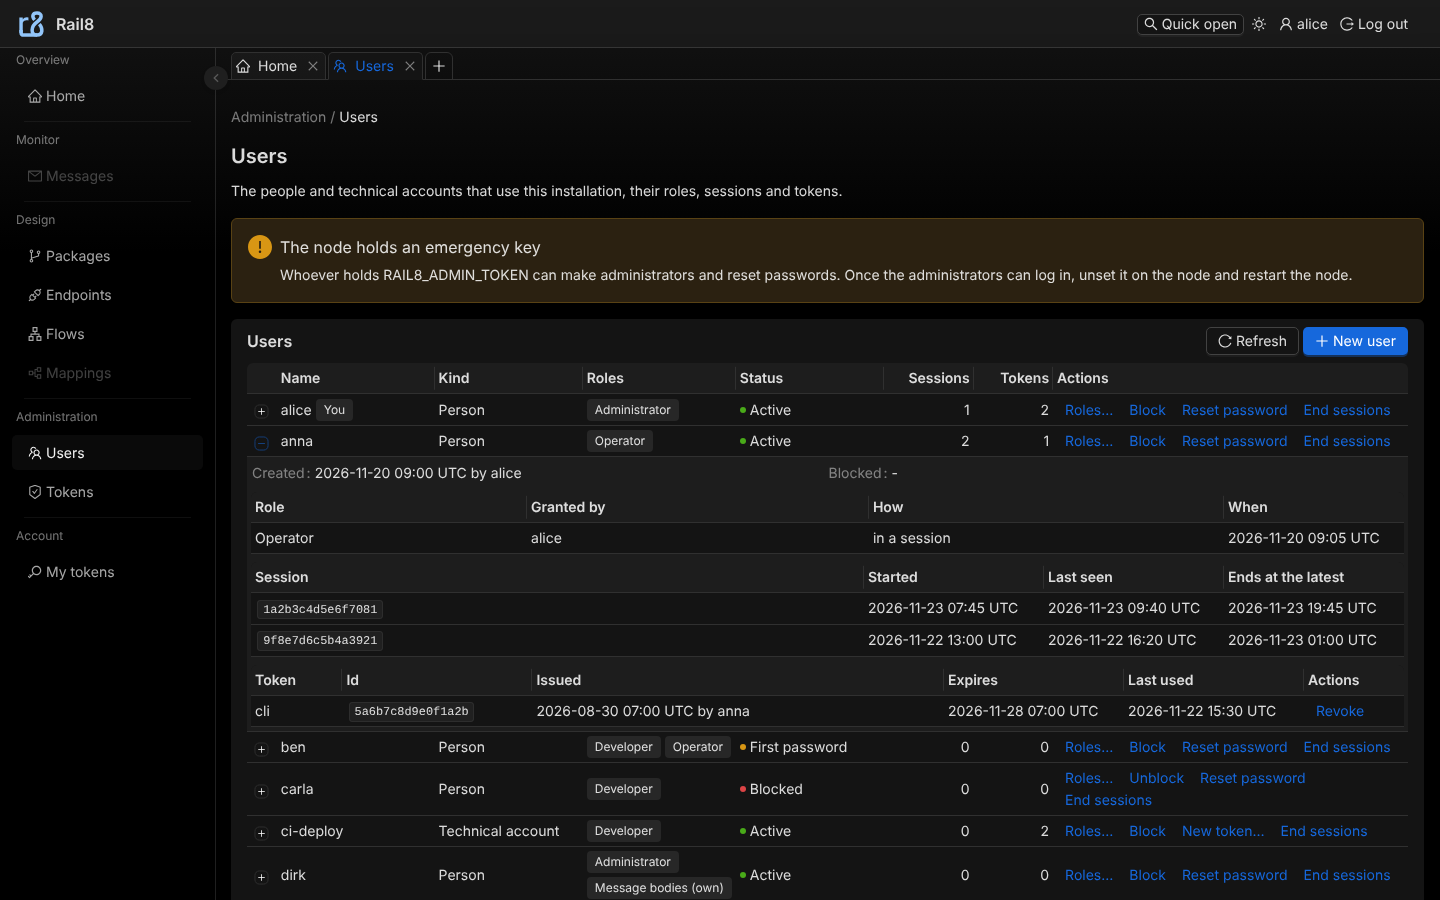 r8 Rail8
Quick open
alice
Log out
Overview
Home
Monitor
Messages
Design
Packages
Endpoints
Flows
Mappings
Administration
Users
Tokens
Account
My tokens
Home
Users
Administration / Users
Users
The people and technical accounts that use this installation, their roles, sessions and tokens.
The node holds an emergency key
Whoever holds RAIL8_ADMIN_TOKEN can make administrators and reset passwords. Once the administrators can log in, unset it on the node and restart the node.
Users
Refresh
New user
Name Kind Roles Status Sessions Tokens Actions
alice You Person Administrator Active 1 2 Roles... Block Reset password End sessions
anna Person Operator Active 2 1 Roles... Block Reset password End sessions
Created: 2026-11-20 09:00 UTC by alice Blocked: -
Role Granted by How When
Operator alice in a session 2026-11-20 09:05 UTC
Session Started Last seen Ends at the latest
1a2b3c4d5e6f7081 2026-11-23 07:45 UTC 2026-11-23 09:40 UTC 2026-11-23 19:45 UTC
9f8e7d6c5b4a3921 2026-11-22 13:00 UTC 2026-11-22 16:20 UTC 2026-11-23 01:00 UTC
Token Id Issued Expires Last used Actions
cli 5a6b7c8d9e0f1a2b 2026-08-30 07:00 UTC by anna 2026-11-28 07:00 UTC 2026-11-22 15:30 UTC Revoke
ben Person Developer Operator First password 0 0 Roles... Block Reset password End sessions
carla Person Developer Blocked 0 0 Roles... Unblock Reset password
End sessions
ci-deploy Technical account Developer Active 0 2 Roles... Block New token... End sessions
dirk Person Administrator Active 0 0 Roles... Block Reset password End sessions
Message bodies (own)